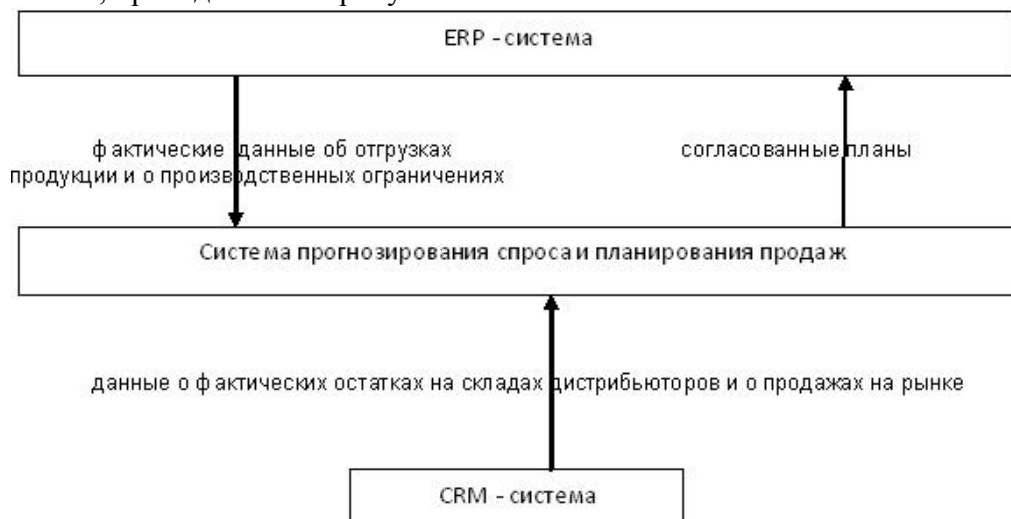 ERP - система
фактические данные об отгрузках
продукции и о производственных ограничениях
согласованные планы
Система прогнозирования спроса и планирования продаж
данные о фактических остатках на складах дистрибьюторов и о продажах на рынке
CRM - система